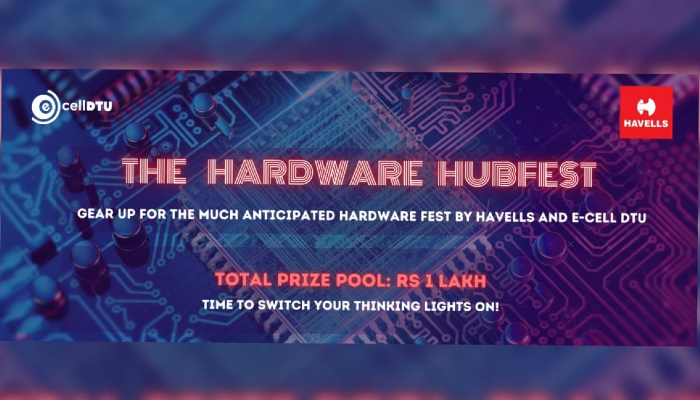 e cellDTU
HAVELLS
THE HARDWARE HUBFEST
GEAR UP FOR THE MUCH ANTICIPATED HARDWARE FEST BY HAVELLS AND E-CELL DTU
TOTAL PRIZE POOL: RS 1 LAKH
TIME TO SWITCH YOUR THINKING LIGHTS ON!